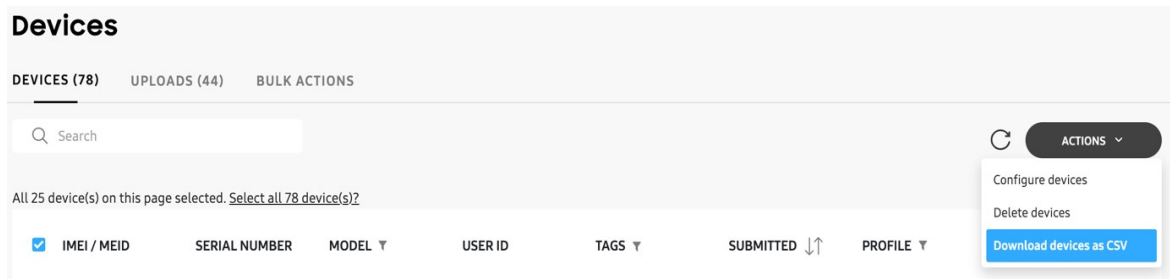 Devices
DEVICES (78) UPLOADS (44) BULK ACTIONS
Search
ACTIONS
Configure devices
All 25 device(s) on this page selected. Select all 78 device(s)?
Delete devices
IMEI / MEID SERIAL NUMBER MODEL USER ID TAGS SUBMITTED PROFILE
Download devices as CSV